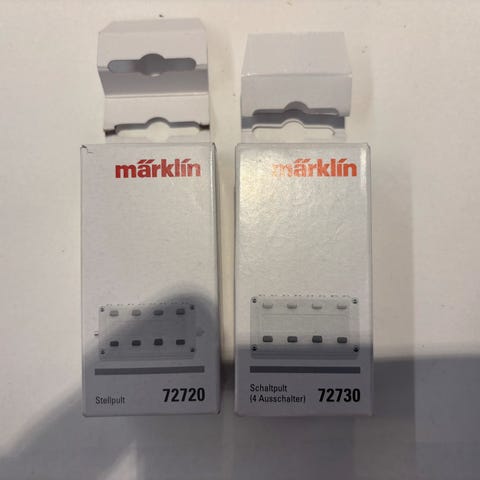 märklin
Stellpult 72720
märklin
Schaltpult
(4 Ausschalter) 72730